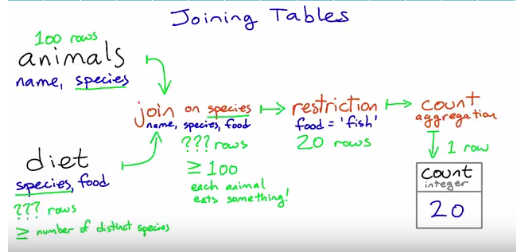 Joining Tables
100 rows
animals
name, species
diet
species, food
??? rows
≥ number of distinct species
join on species
name, species, food
??? rows
≥ 100
each animal
eats something!
restriction
food = 'fish'
20 rows
count
aggregation
1 row
count
integer
20